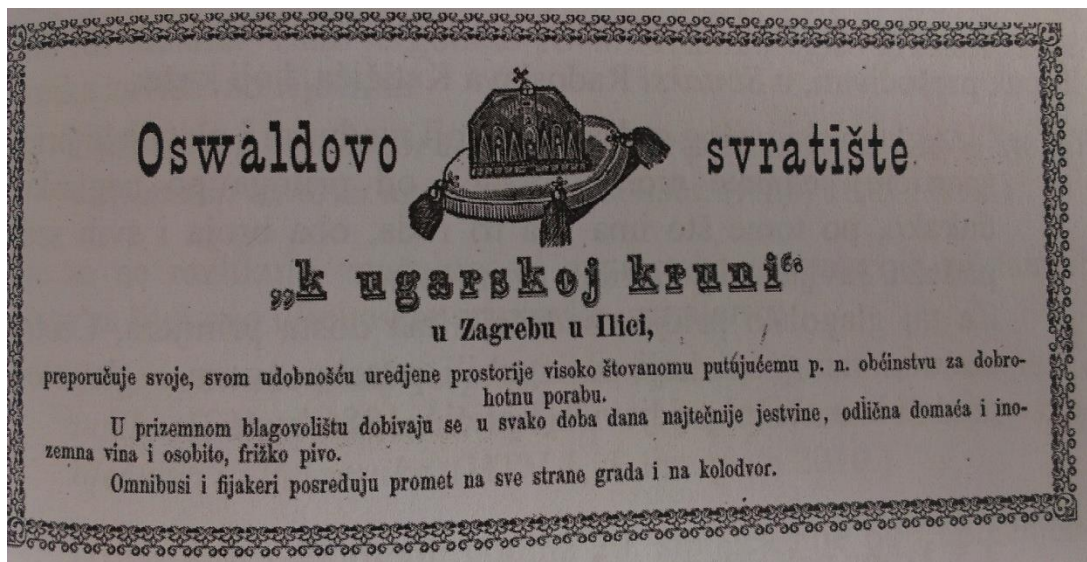 Oswaldovo svratište
„k ugarskoj kruni“
u Zagrebu u Ilici,
preporučuje svoje, svom udobnošću uredjene prostorije visoko štovanomu putujućemu p. n. obćinstvu za dobro-
hotnu porabu.
U prizemnom blagovolištu dobivaju se u svako doba dana najtečnije jestvine, odlična domaća i ino-
zemna vina i osobito, frižko pivo.
Omnibusi i fijakeri posreduju promet na sve strane grada i na kolodvor.